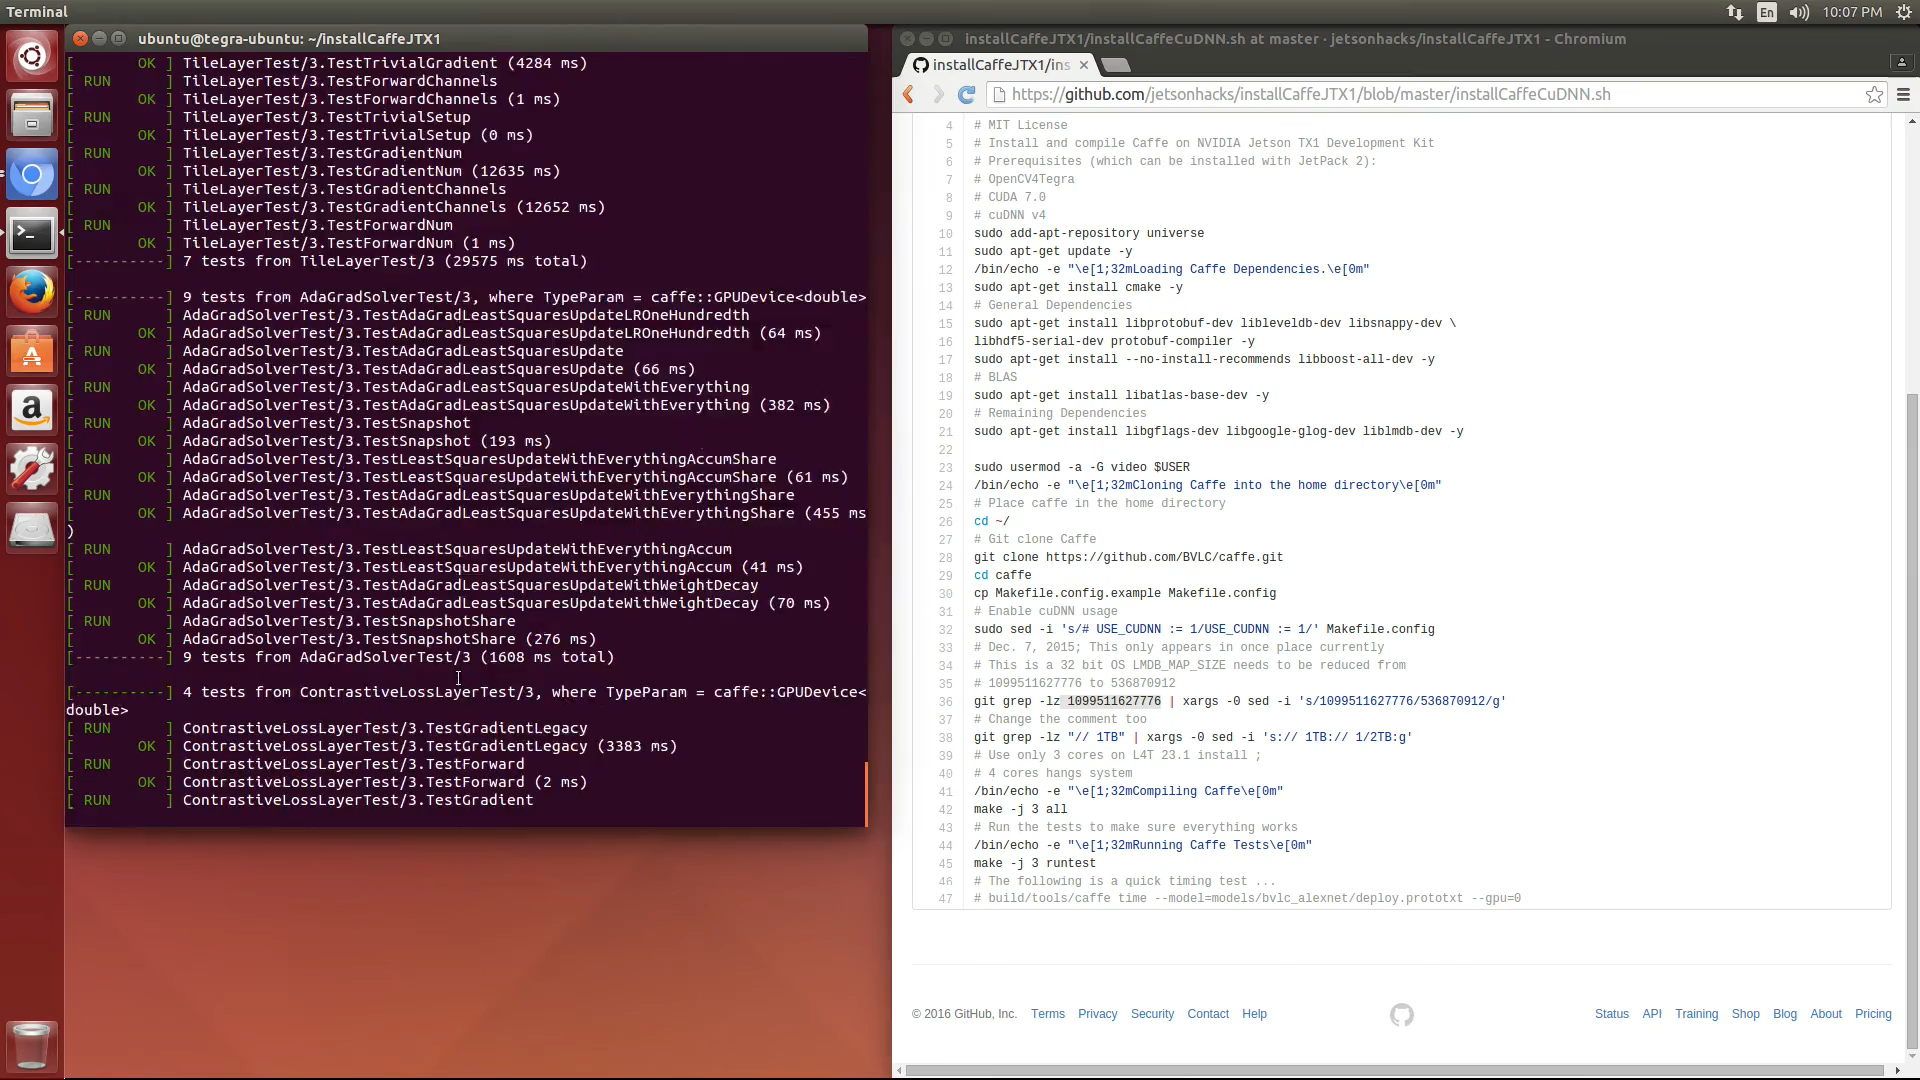 Terminal
En
10:07 PM
ubuntu@tegra-ubuntu: ~/installCaffeJTX1
[       OK ] TileLayerTest/3.TestTrivialGradient (4284 ms)
[ RUN      ] TileLayerTest/3.TestForwardChannels
[       OK ] TileLayerTest/3.TestForwardChannels (1 ms)
[ RUN      ] TileLayerTest/3.TestTrivialSetup
[       OK ] TileLayerTest/3.TestTrivialSetup (0 ms)
[ RUN      ] TileLayerTest/3.TestGradientNum
[       OK ] TileLayerTest/3.TestGradientNum (12635 ms)
[ RUN      ] TileLayerTest/3.TestGradientChannels
[       OK ] TileLayerTest/3.TestGradientChannels (12652 ms)
[ RUN      ] TileLayerTest/3.TestForwardNum
[       OK ] TileLayerTest/3.TestForwardNum (1 ms)
[----------] 7 tests from TileLayerTest/3 (29575 ms total)
[----------] 9 tests from AdaGradSolverTest/3, where TypeParam = caffe::GPUDevice<double>
[ RUN      ] AdaGradSolverTest/3.TestAdaGradLeastSquaresUpdateLROneHundredth
[       OK ] AdaGradSolverTest/3.TestAdaGradLeastSquaresUpdateLROneHundredth (64 ms)
[ RUN      ] AdaGradSolverTest/3.TestAdaGradLeastSquaresUpdate
[       OK ] AdaGradSolverTest/3.TestAdaGradLeastSquaresUpdate (66 ms)
[ RUN      ] AdaGradSolverTest/3.TestAdaGradLeastSquaresUpdateWithEverything
[       OK ] AdaGradSolverTest/3.TestAdaGradLeastSquaresUpdateWithEverything (382 ms)
[ RUN      ] AdaGradSolverTest/3.TestSnapshot
[       OK ] AdaGradSolverTest/3.TestSnapshot (193 ms)
[ RUN      ] AdaGradSolverTest/3.TestLeastSquaresUpdateWithEverythingAccumShare
[       OK ] AdaGradSolverTest/3.TestLeastSquaresUpdateWithEverythingAccumShare (61 ms)
[ RUN      ] AdaGradSolverTest/3.TestAdaGradLeastSquaresUpdateWithEverythingShare
[       OK ] AdaGradSolverTest/3.TestAdaGradLeastSquaresUpdateWithEverythingShare (455 ms
)
[ RUN      ] AdaGradSolverTest/3.TestLeastSquaresUpdateWithEverythingAccum
[       OK ] AdaGradSolverTest/3.TestLeastSquaresUpdateWithEverythingAccum (41 ms)
[ RUN      ] AdaGradSolverTest/3.TestAdaGradLeastSquaresUpdateWithWeightDecay
[       OK ] AdaGradSolverTest/3.TestAdaGradLeastSquaresUpdateWithWeightDecay (70 ms)
[ RUN      ] AdaGradSolverTest/3.TestSnapshotShare
[       OK ] AdaGradSolverTest/3.TestSnapshotShare (276 ms)
[----------] 9 tests from AdaGradSolverTest/3 (1608 ms total)
[----------] 4 tests from ContrastiveLossLayerTest/3, where TypeParam = caffe::GPUDevice<
double>
[ RUN      ] ContrastiveLossLayerTest/3.TestGradientLegacy
[       OK ] ContrastiveLossLayerTest/3.TestGradientLegacy (3383 ms)
[ RUN      ] ContrastiveLossLayerTest/3.TestForward
[       OK ] ContrastiveLossLayerTest/3.TestForward (2 ms)
[ RUN      ] ContrastiveLossLayerTest/3.TestGradient
installCaffeJTX1/installCaffeCuDNN.sh at master · jetsonhacks/installCaffeJTX1 - Chromium
installCaffeJTX1/ins
https://github.com/jetsonhacks/installCaffeJTX1/blob/master/installCaffeCuDNN.sh
4 # MIT License
5 # Install and compile Caffe on NVIDIA Jetson TX1 Development Kit
6 # Prerequisites (which can be installed with JetPack 2):
7 # OpenCV4Tegra
8 # CUDA 7.0
9 # cuDNN v4
10 sudo add-apt-repository universe
11 sudo apt-get update -y
12 /bin/echo -e "\e[1;32mLoading Caffe Dependencies.\e[0m"
13 sudo apt-get install cmake -y
14 # General Dependencies
15 sudo apt-get install libprotobuf-dev libleveldb-dev libsnappy-dev \
16 libhdf5-serial-dev protobuf-compiler -y
17 sudo apt-get install --no-install-recommends libboost-all-dev -y
18 # BLAS
19 sudo apt-get install libatlas-base-dev -y
20 # Remaining Dependencies
21 sudo apt-get install libgflags-dev libgoogle-glog-dev liblmdb-dev -y
22
23 sudo usermod -a -G video $USER
24 /bin/echo -e "\e[1;32mCloning Caffe into the home directory\e[0m"
25 # Place caffe in the home directory
26 cd ~/
27 # Git clone Caffe
28 git clone https://github.com/BVLC/caffe.git
29 cd caffe
30 cp Makefile.config.example Makefile.config
31 # Enable cuDNN usage
32 sudo sed -i 's/# USE_CUDNN := 1/USE_CUDNN := 1/' Makefile.config
33 # Dec. 7, 2015; This only appears in once place currently
34 # This is a 32 bit OS LMDB_MAP_SIZE needs to be reduced from
35 # 1099511627776 to 536870912
36 git grep -lz 1099511627776 | xargs -0 sed -i 's/1099511627776/536870912/g'
37 # Change the comment too
38 git grep -lz "// 1TB" | xargs -0 sed -i 's:// 1TB:// 1/2TB:g'
39 # Use only 3 cores on L4T 23.1 install ;
40 # 4 cores hangs system
41 /bin/echo -e "\e[1;32mCompiling Caffe\e[0m"
42 make -j 3 all
43 # Run the tests to make sure everything works
44 /bin/echo -e "\e[1;32mRunning Caffe Tests\e[0m"
45 make -j 3 runtest
46 # The following is a quick timing test ...
47 # build/tools/caffe time --model=models/bvlc_alexnet/deploy.prototxt --gpu=0
© 2016 GitHub, Inc. Terms Privacy Security Contact Help
Status API Training Shop Blog About Pricing